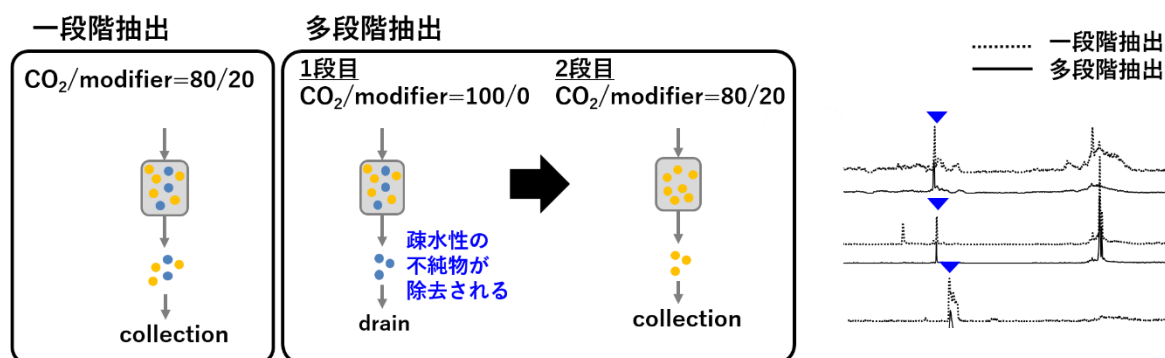 一段階抽出
CO₂/modifier=80/20
collection
多段階抽出
1段目
CO₂/modifier=100/0
疎水性の
不純物が
除去される
drain
2段目
CO₂/modifier=80/20
collection
一段階抽出
多段階抽出